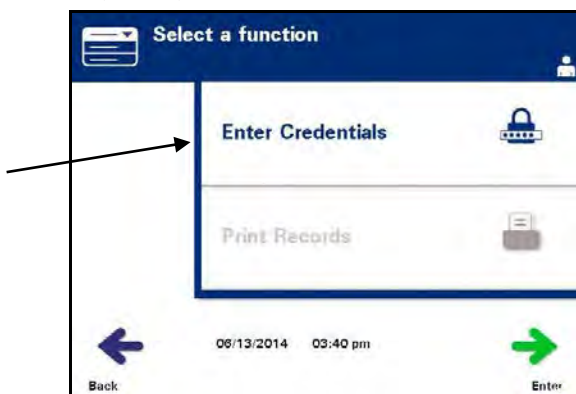 Select a function
Enter Credentials
*****
Print Records
06/13/2014 03:40 pm
Back
Enter